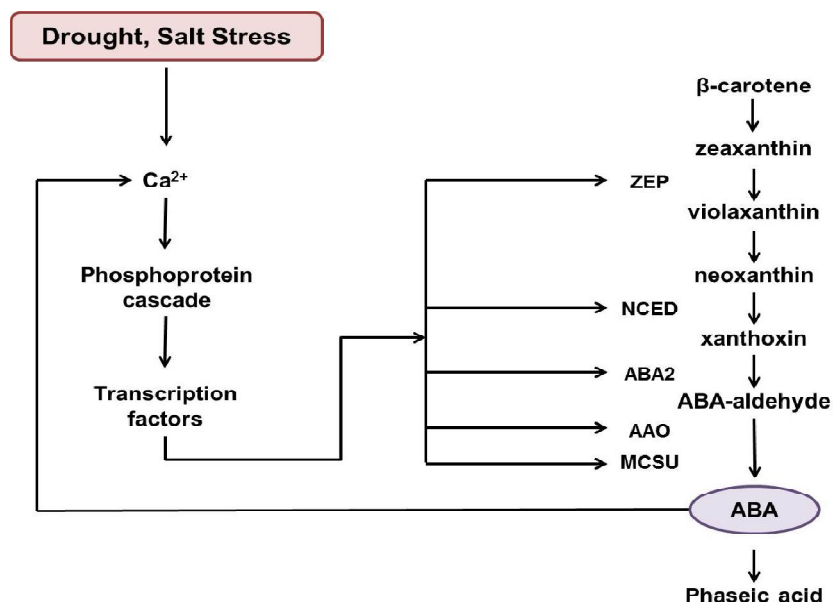 Drought, Salt Stress
Ca²⁺
Phosphoprotein
cascade
Transcription
factors
ZEP
NCED
ABA2
AAO
MCSU
β-carotene
zeaxanthin
violaxanthin
neoxanthin
xanthoxin
ABA-aldehyde
ABA
Phaseic acid